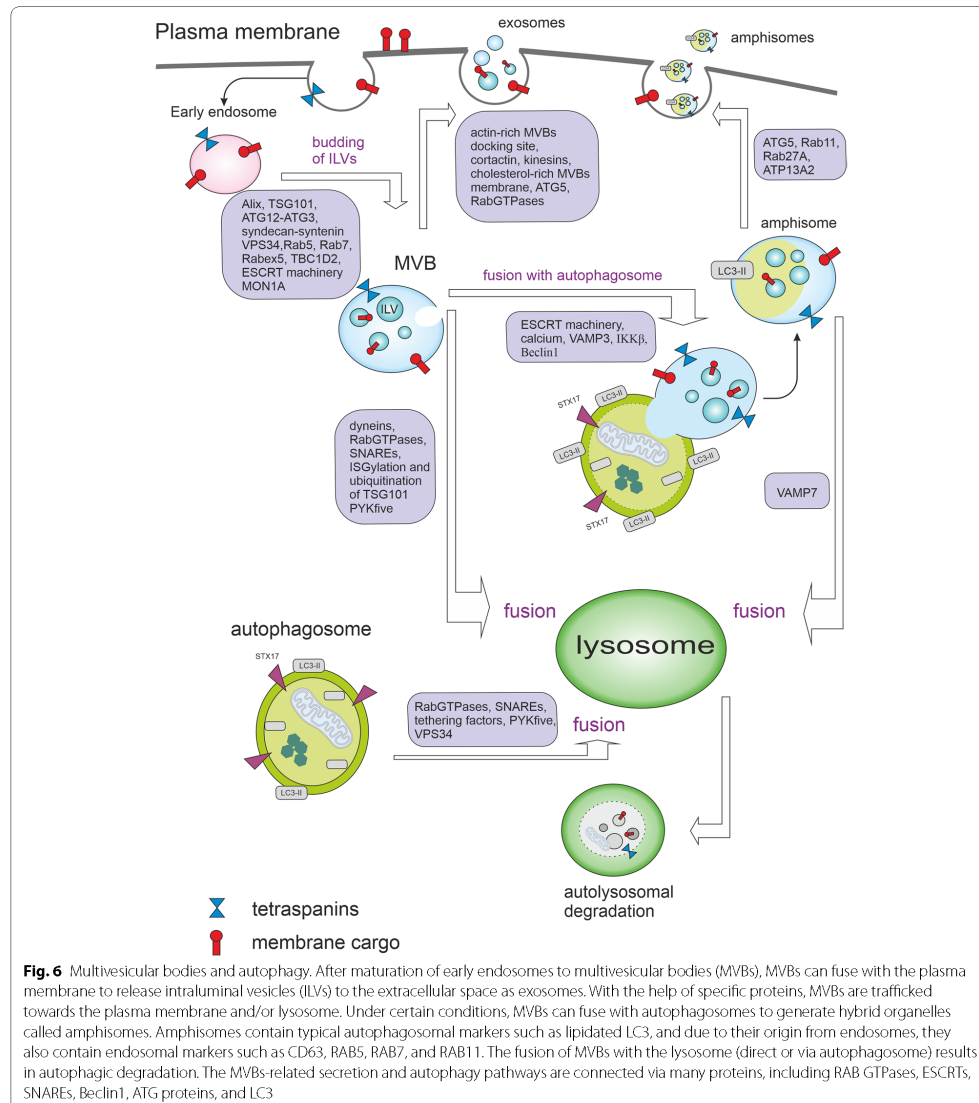 Plasma membrane
exosomes
amphisomes
Early endosome
budding
of ILVs
actin-rich MVBs
docking site,
cortactin, kinesins,
cholesterol-rich MVBs
membrane, ATG5,
RabGTPases
ATG5, Rab11,
Rab27A,
ATP13A2
Alix, TSG101,
ATG12-ATG3,
syndecan-syntenin
VPS34,Rab5, Rab7,
Rabex5, TBC1D2,
ESCRT machinery
MON1A
MVB
ILV
fusion with autophagosome
amphisome
LC3-II
ESCRT machinery,
calcium, VAMP3, IKKβ,
Beclin1
STX17
LC3-II
LC3-II
LC3-II
STX17
LC3-II
dyneins,
RabGTPases,
SNAREs,
ISGylation and
ubiquitination
of TSG101
PYKfive
VAMP7
fusion
fusion
lysosome
autophagosome
STX17
LC3-II
LC3-II
RabGTPases, SNAREs,
tethering factors, PYKfive,
VPS34
fusion
autolysosomal
degradation
tetraspanins
membrane cargo
Fig. 6 Multivesicular bodies and autophagy. After maturation of early endosomes to multivesicular bodies (MVBs), MVBs can fuse with the plasma
membrane to release intraluminal vesicles (ILVs) to the extracellular space as exosomes. With the help of specific proteins, MVBs are trafficked
towards the plasma membrane and/or lysosome. Under certain conditions, MVBs can fuse with autophagosomes to generate hybrid organelles
called amphisomes. Amphisomes contain typical autophagosomal markers such as lipidated LC3, and due to their origin from endosomes, they
also contain endosomal markers such as CD63, RAB5, RAB7, and RAB11. The fusion of MVBs with the lysosome (direct or via autophagosome) results
in autophagic degradation. The MVBs-related secretion and autophagy pathways are connected via many proteins, including RAB GTPases, ESCRTs,
SNAREs, Beclin1, ATG proteins, and LC3